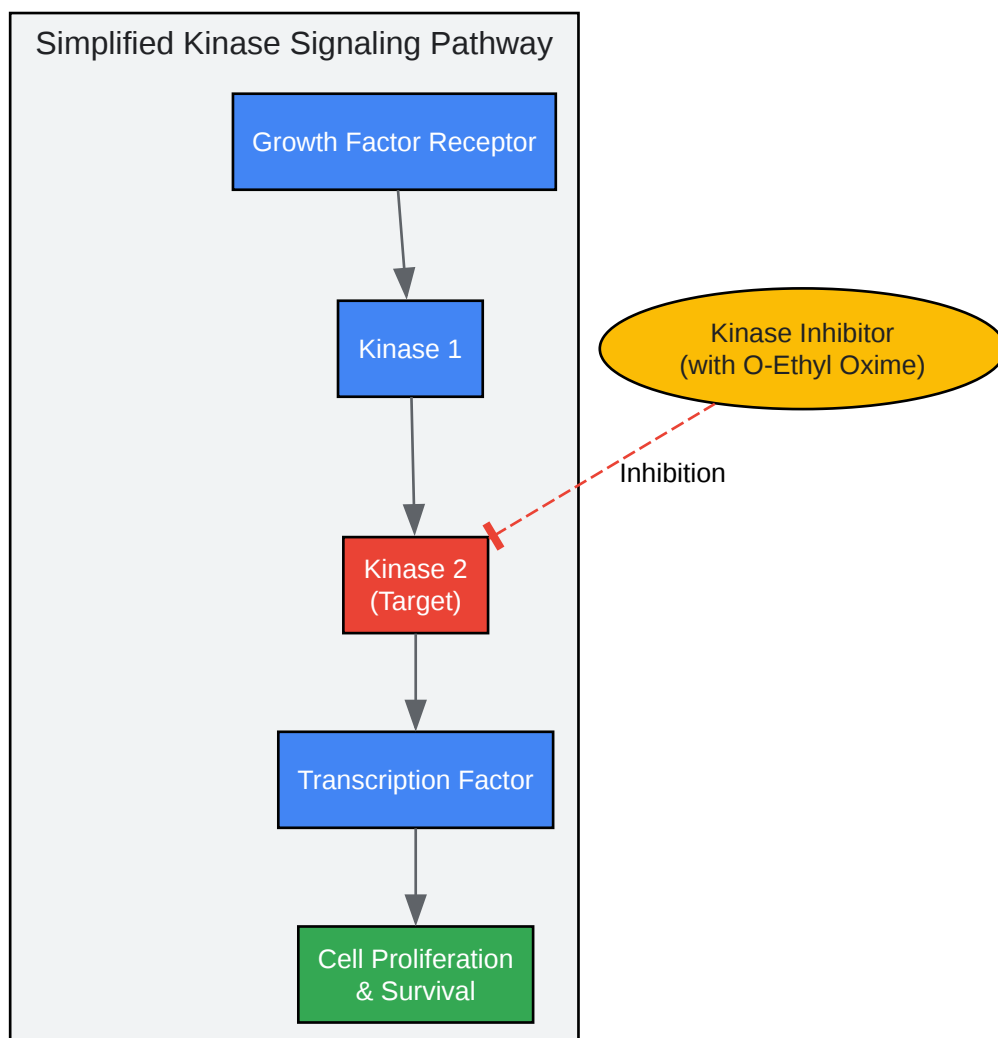 Simplified Kinase Signaling Pathway
Growth Factor Receptor
Kinase 1
Kinase Inhibitor
(with O-Ethyl Oxime)
Inhibition
Kinase 2
(Target)
Transcription Factor
Cell Proliferation
& Survival